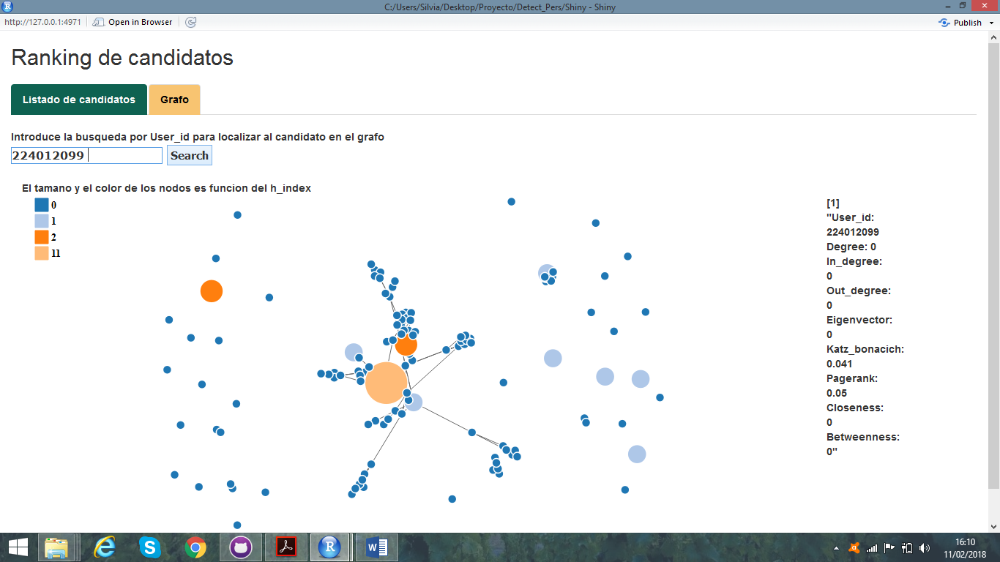 C:/Users/Silvia/Desktop/Proyecto/Detect_Pers/Shiny - Shiny
http://127.0.0.1:4971
Open in Browser
Publish
Ranking de candidatos
Listado de candidatos
Grafo
Introduce la busqueda por User_id para localizar al candidato en el grafo
224012099
Search
El tamano y el color de los nodos es funcion del h_index
0
1
2
11
[1]
"User_id:
224012099
Degree: 0
In_degree:
0
Out_degree:
0
Eigenvector:
0
Katz_bonacich:
0.041
Pagerank:
0.05
Closeness:
0
Betweenness:
0"
16:10
11/02/2018